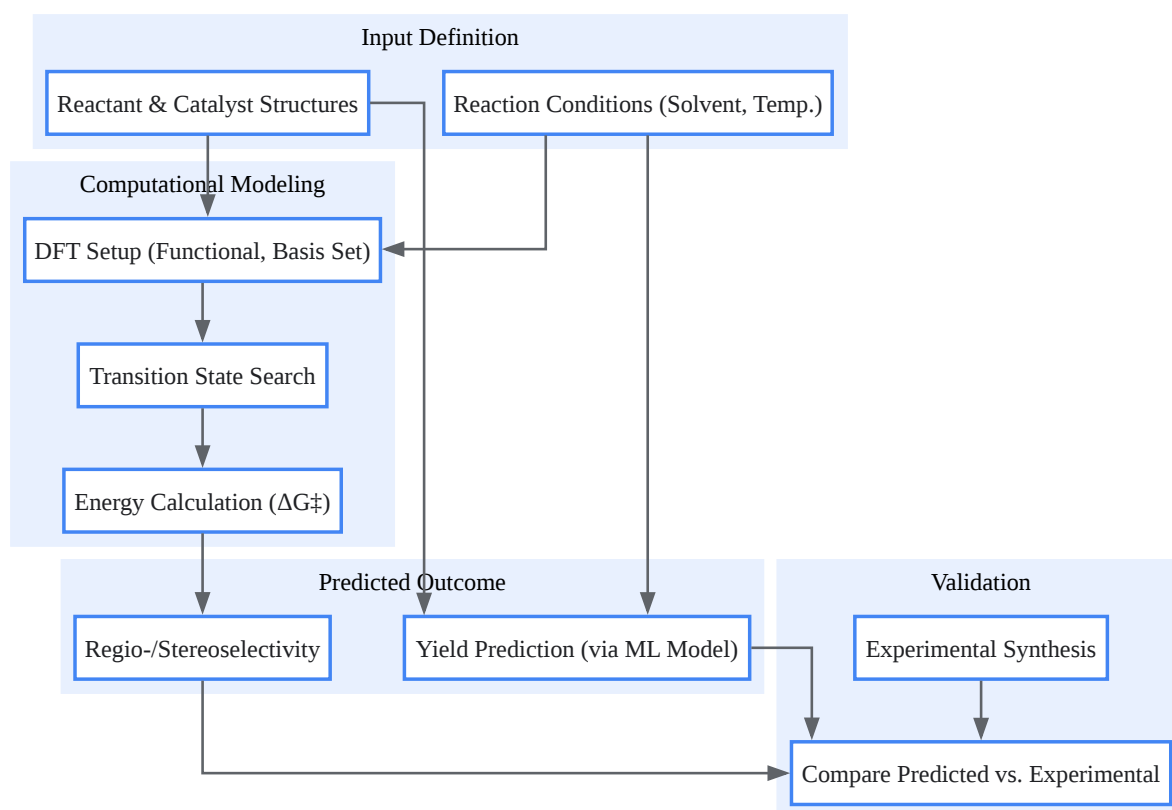 Input Definition
Reactant & Catalyst Structures
Reaction Conditions (Solvent, Temp.)
Computational Modeling
DFT Setup (Functional, Basis Set)
Transition State Search
Energy Calculation (ΔG‡)
Predicted Outcome
Regio-/Stereoselectivity
Yield Prediction (via ML Model)
Validation
Experimental Synthesis
Compare Predicted vs. Experimental